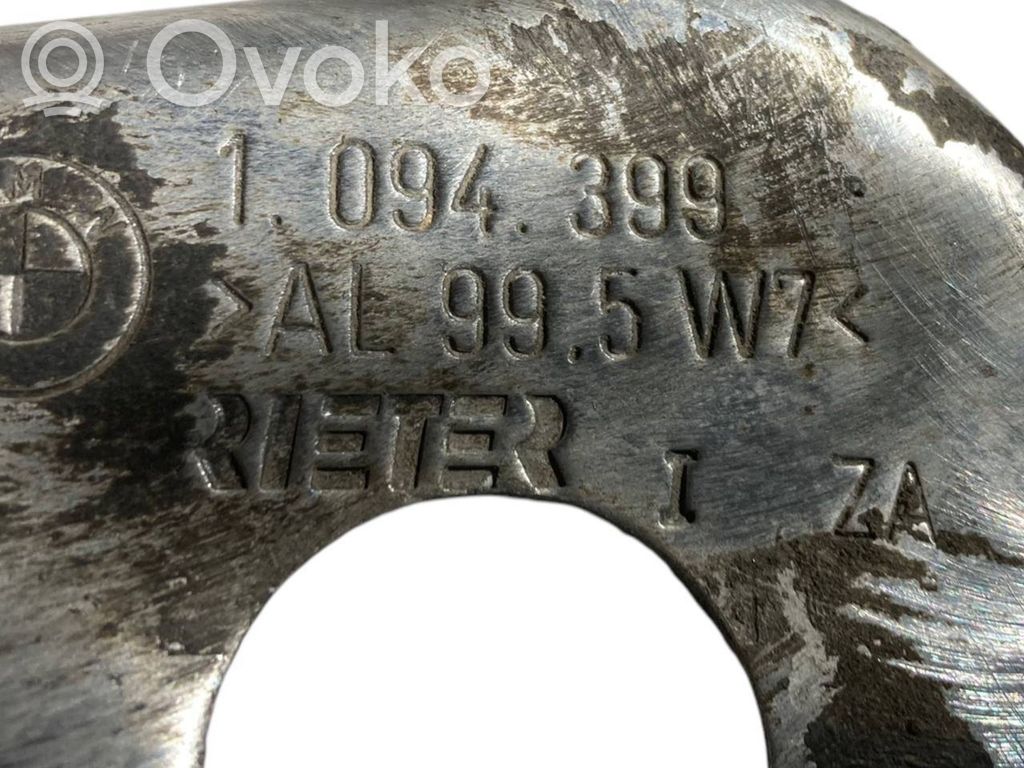 Ovoko
1.094.399
>AL 99.5 W7<
RIETER I ZA